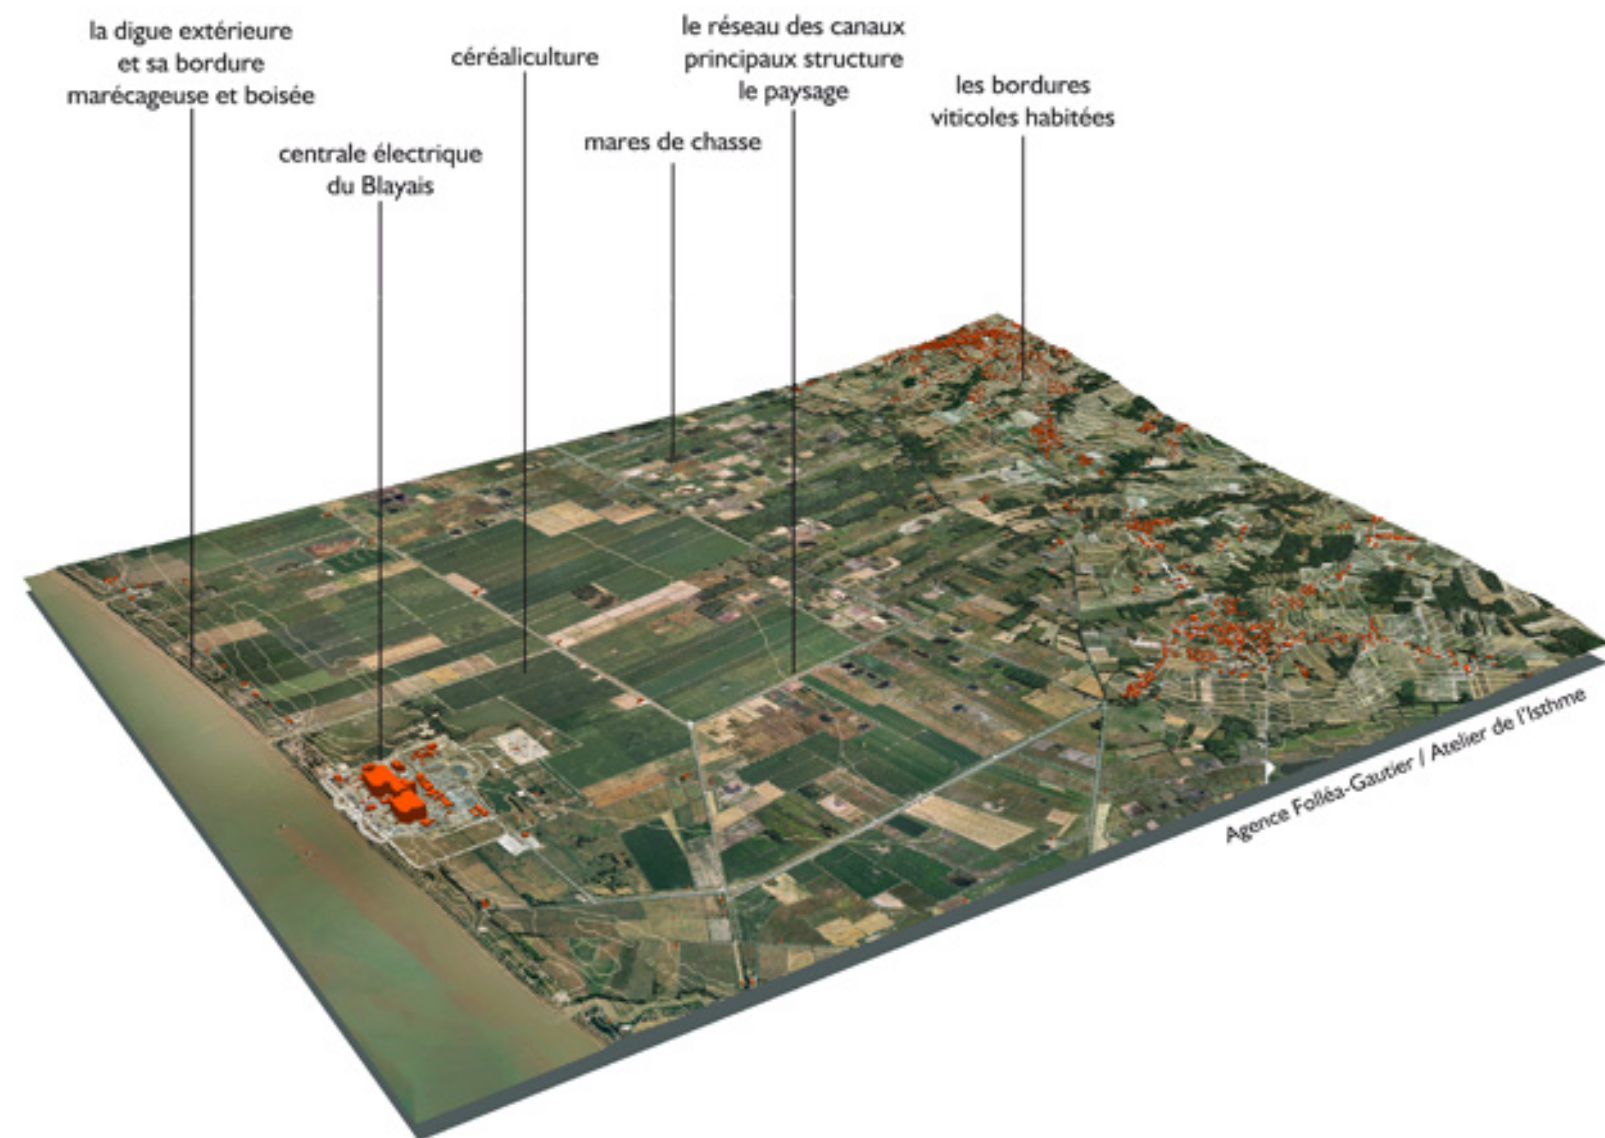 la digue extérieure
et sa bordure
marécageuse et boisée
centrale électrique
du Blayais
céréaliculture
mares de chasse
le réseau des canaux
principaux structure
le paysage
les bordures
viticoles habitées
Agence Folléa-Gautier / Atelier de l'Isthme